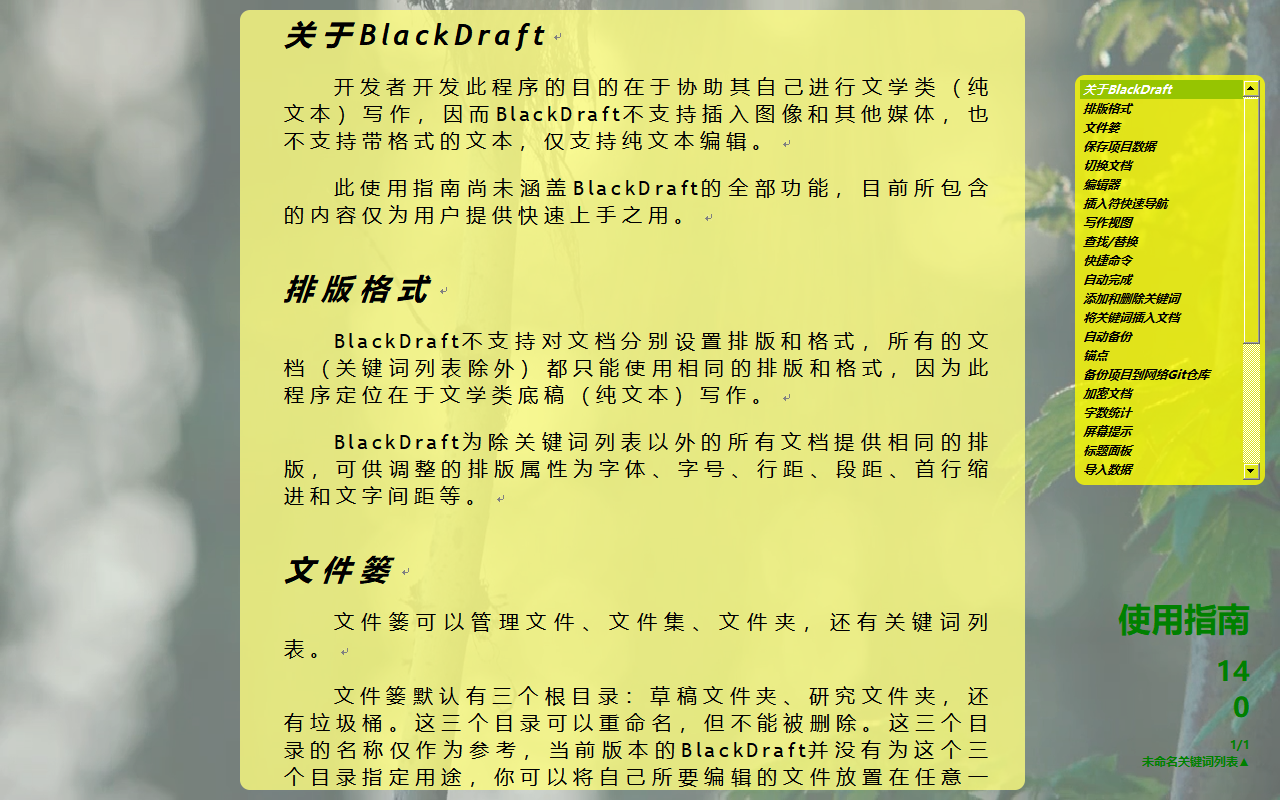 关于BlackDraft
开发者开发此程序的目的在于协助其自己进行文学类（纯
文本）写作，因而BlackDraft不支持插入图像和其他媒体，也
不支持带格式的文本，仅支持纯文本编辑。
此使用指南尚未涵盖BlackDraft的全部功能，目前所包含
的内容仅为用户提供快速上手之用。
排版格式
BlackDraft不支持对文档分别设置排版和格式，所有的文
档（关键词列表除外）都只能使用相同的排版和格式，因为此
程序定位在于文学类底稿（纯文本）写作。
BlackDraft为除关键词列表以外的所有文档提供相同的排
版，可供调整的排版属性为字体、字号、行距、段距、首行缩
进和文字间距等。
文件篓
文件篓可以管理文件、文件集、文件夹，还有关键词列
表。
文件篓默认有三个根目录：草稿文件夹、研究文件夹，还
有垃圾桶。这三个目录可以重命名，但不能被删除。这三个目
录的名称仅作为参考，当前版本的BlackDraft并没有为这个三
个目录指定用途，你可以将自己所要编辑的文件放置在任意一
关于BlackDraft
排版格式
文件篓
保存项目数据
切换文档
编辑器
插入符快速导航
写作视图
查找/替换
快捷命令
自动完成
添加和删除关键词
将关键词插入文档
自动备份
锚点
备份项目到网络Git仓库
加密文档
字数统计
屏幕提示
标题面板
导入数据
使用指南
14
0
1/1
未命名关键词列表▲